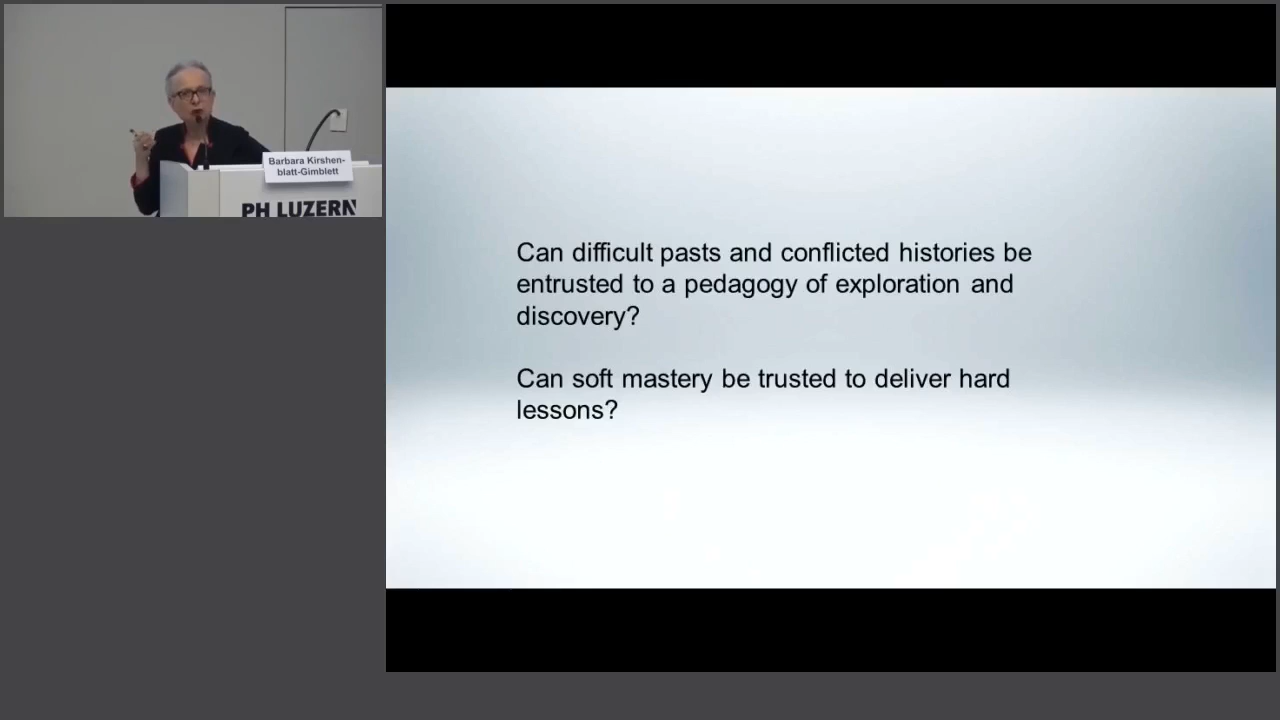 Barbara Kirshen-
blatt-Gimblett
PH LUZERN
Can difficult pasts and conflicted histories be
entrusted to a pedagogy of exploration and
discovery?
Can soft mastery be trusted to deliver hard
lessons?